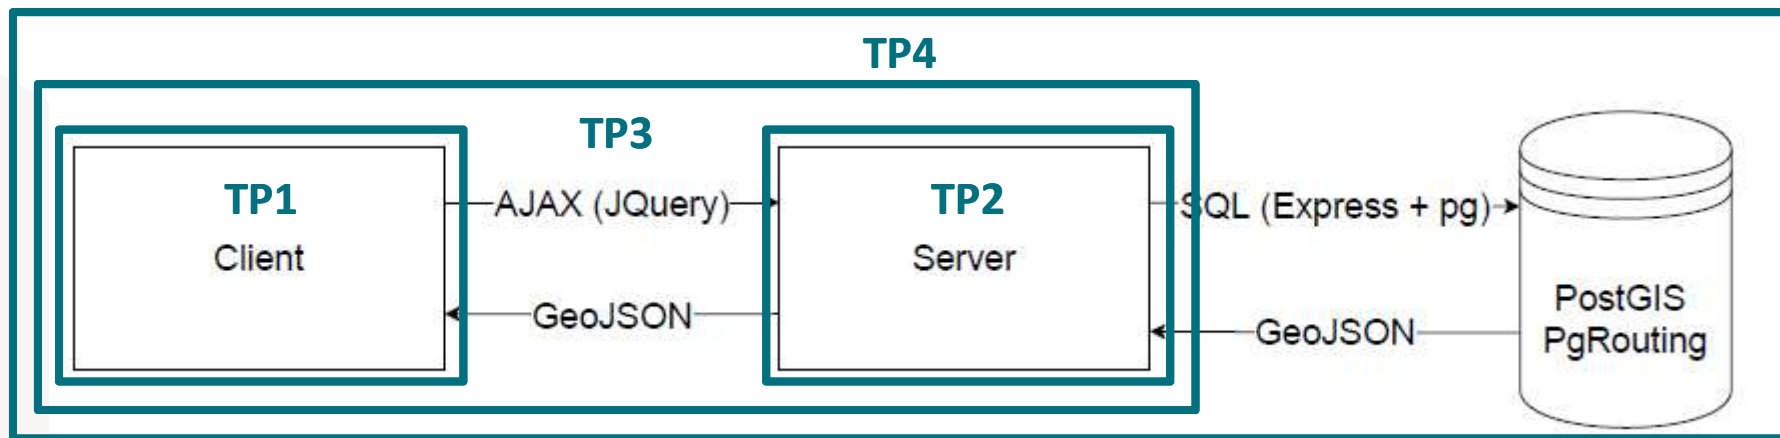 TP4
TP3
TP1
Client
AJAX (JQuery)
GeoJSON
TP2
Server
SQL (Express + pg)
GeoJSON
PostGIS
PgRouting